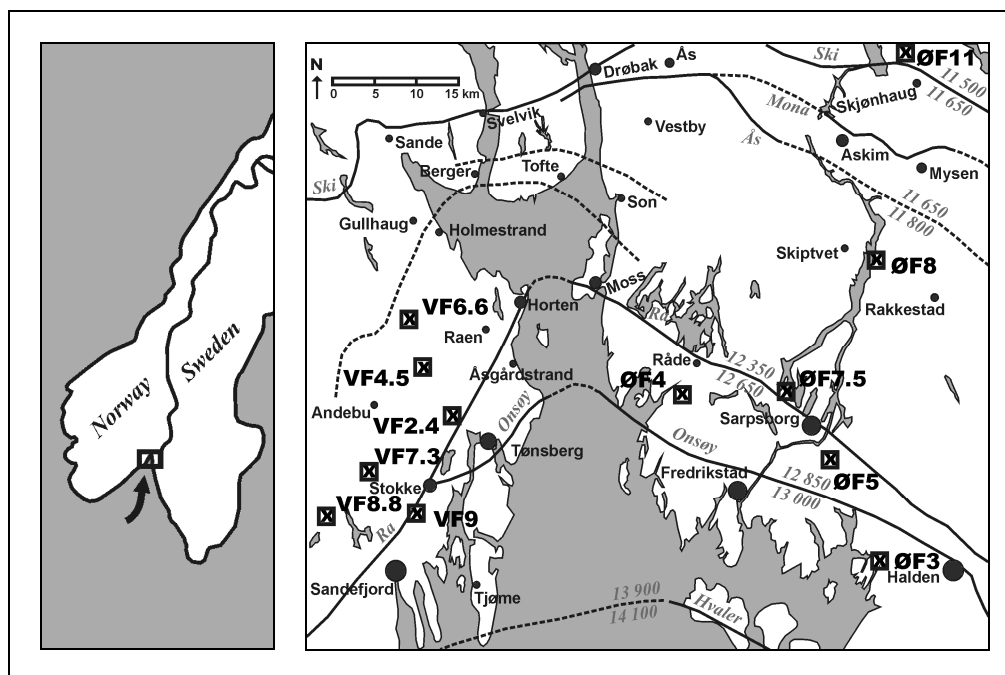 Norway
Sweden
N
0 5 10 15 km
Ski
ØF11
11 500
11 650
Drøbak
Ås
Skjønhaug
Mona
Svelvik
Vestby
Sande
Ås
Askim
Mysen
Berger
Tofte
Ski
Son
11 650
11 800
Gullhaug
Holmestrand
Skiptvet
ØF8
Moss
Rakkestad
VF6.6
Horten
Ra
Raen
12 350
12 650
Råde
VF4.5
Åsgårdstrand
ØF4
ØF7.5
Andebu
Onsøy
Sarpsborg
VF2.4
Onsøy
Tønsberg
VF7.3
Fredrikstad
12 850
13 000
ØF5
Stokke
VF8.8
VF9
Ra
ØF3
Sandefjord
Halden
Tjøme
13 900
14 100
Hvaler